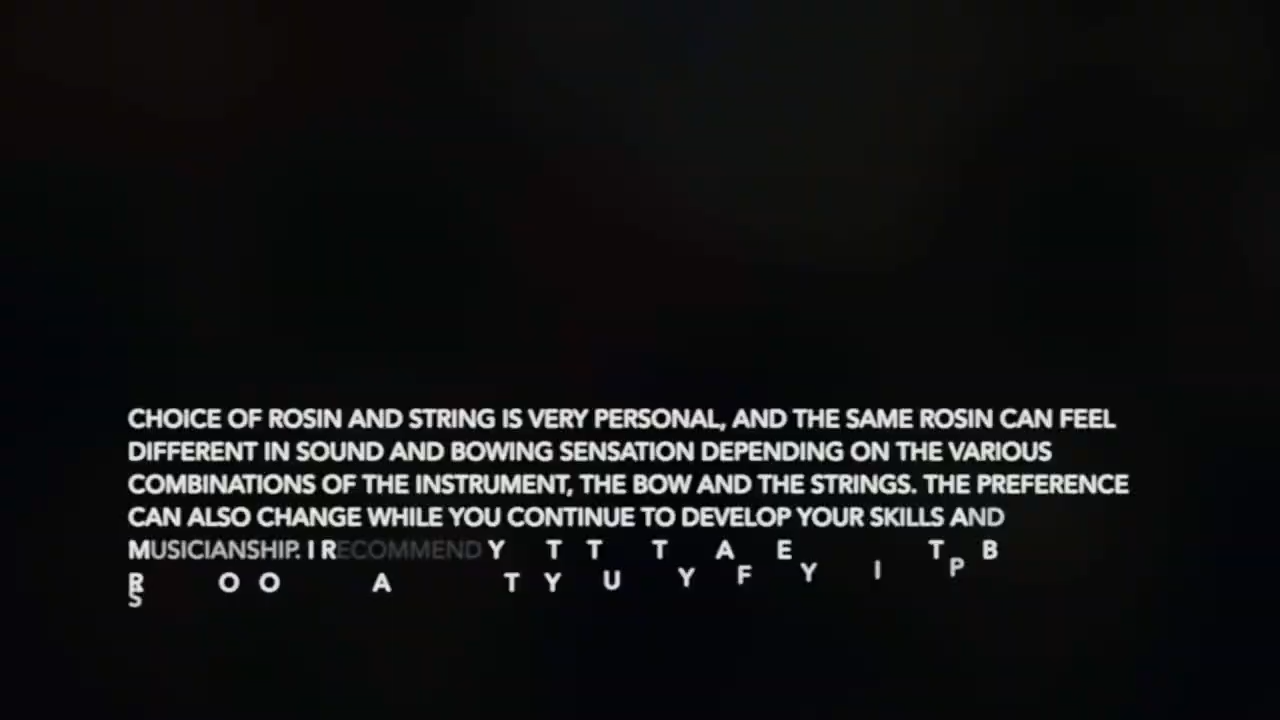 CHOICE OF ROSIN AND STRING IS VERY PERSONAL, AND THE SAME ROSIN CAN FEEL
DIFFERENT IN SOUND AND BOWING SENSATION DEPENDING ON THE VARIOUS
COMBINATIONS OF THE INSTRUMENT, THE BOW AND THE STRINGS. THE PREFERENCE
CAN ALSO CHANGE WHILE YOU CONTINUE TO DEVELOP YOUR SKILLS AND
MUSICIANSHIP. I RECOMMEND Y T T T A E T B
R O O A T Y U Y F Y I P
S